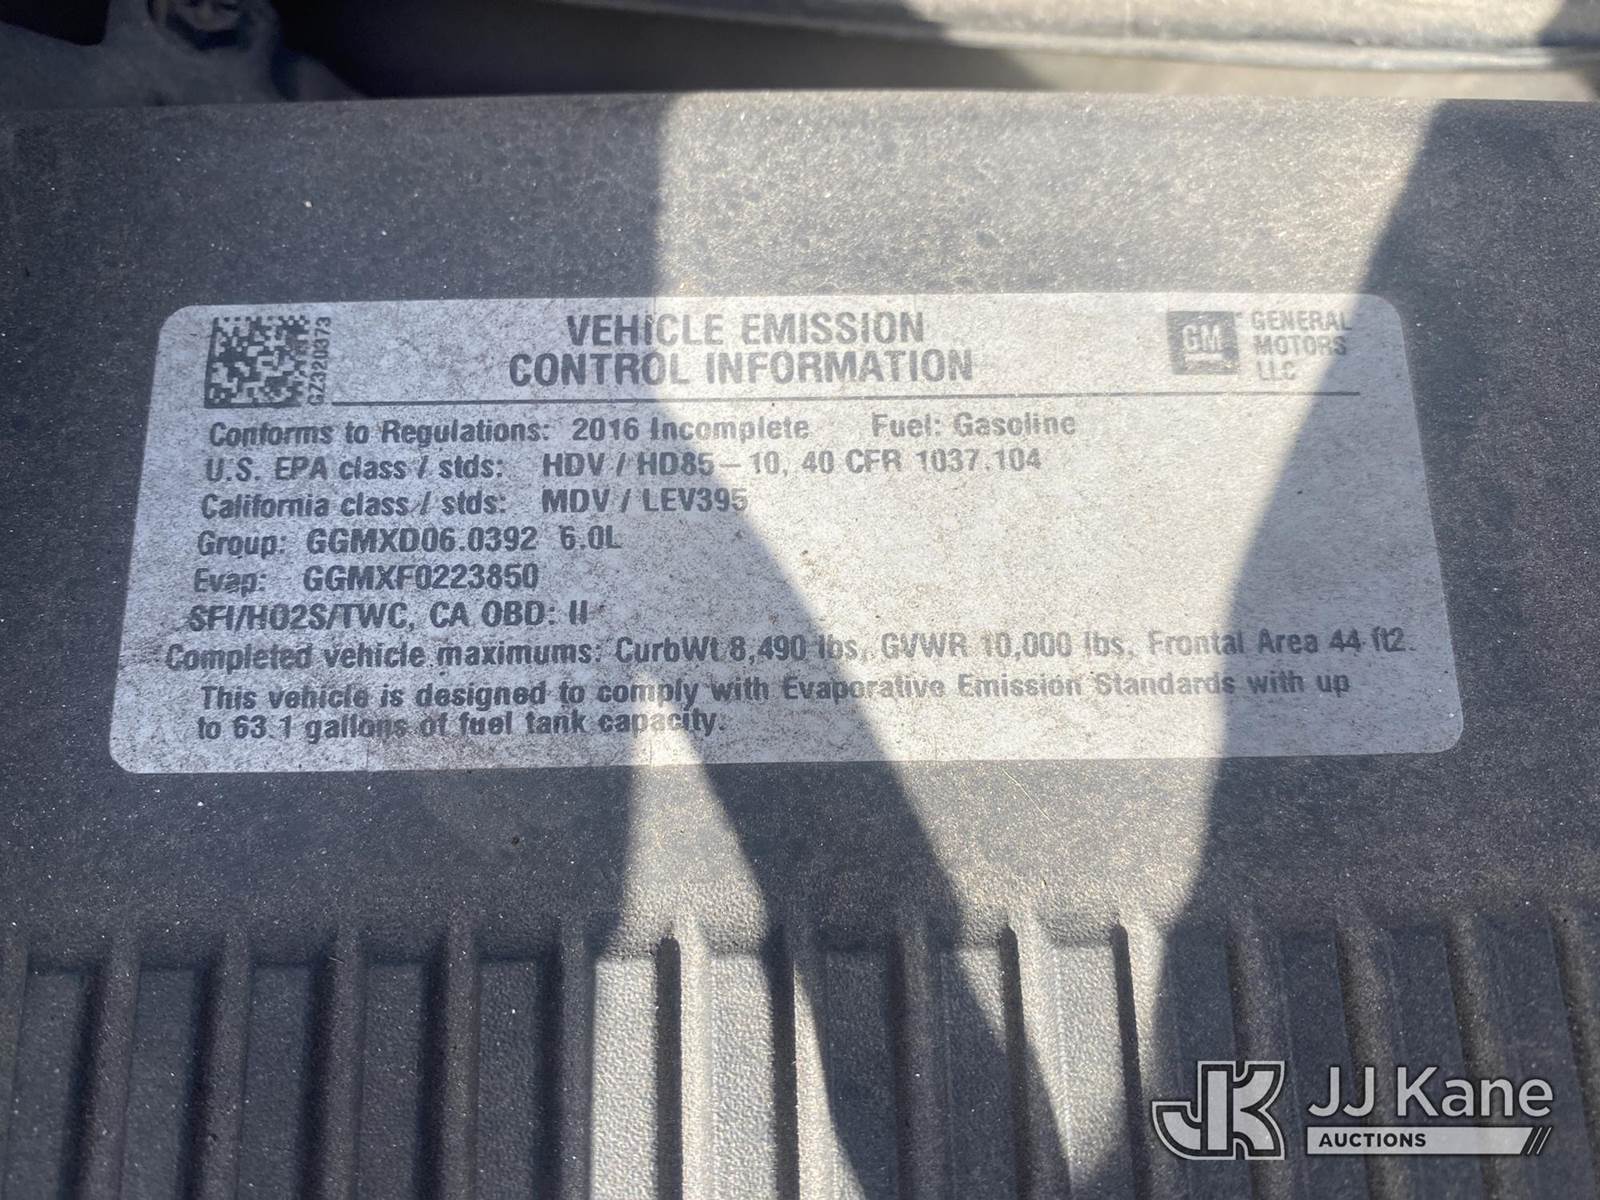 GZ320373
VEHICLE EMISSION
CONTROL INFORMATION
GM
GENERAL
MOTORS
LLC
Conforms to Regulations: 2016 Incomplete Fuel: Gasoline
U.S. EPA class / stds: HDV / HD85-10, 40 CFR 1037.104
California class / stds: MDV / LEV395
Group: GGMXD06.0392 6.0L
Evap: GGMXF0223850
SFI/HO2S/TWC, CA OBD: II
Completed vehicle maximums: CurbWt 8,490 lbs, GVWR 10,000 lbs, Frontal Area 44 ft2.
This vehicle is designed to comply with Evaporative Emission Standards with up
to 63.1 gallons of fuel tank capacity.
JK JJ Kane
AUCTIONS